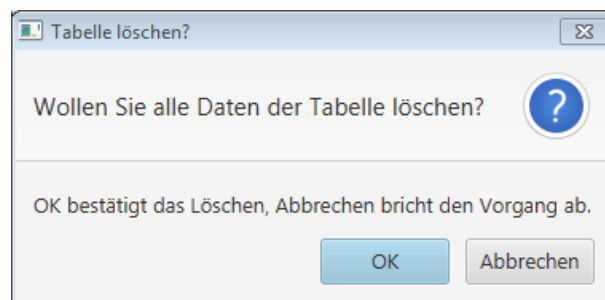 Tabelle löschen?
Wollen Sie alle Daten der Tabelle löschen?
?
OK bestätigt das Löschen, Abbrechen bricht den Vorgang ab.
OK Abbrechen